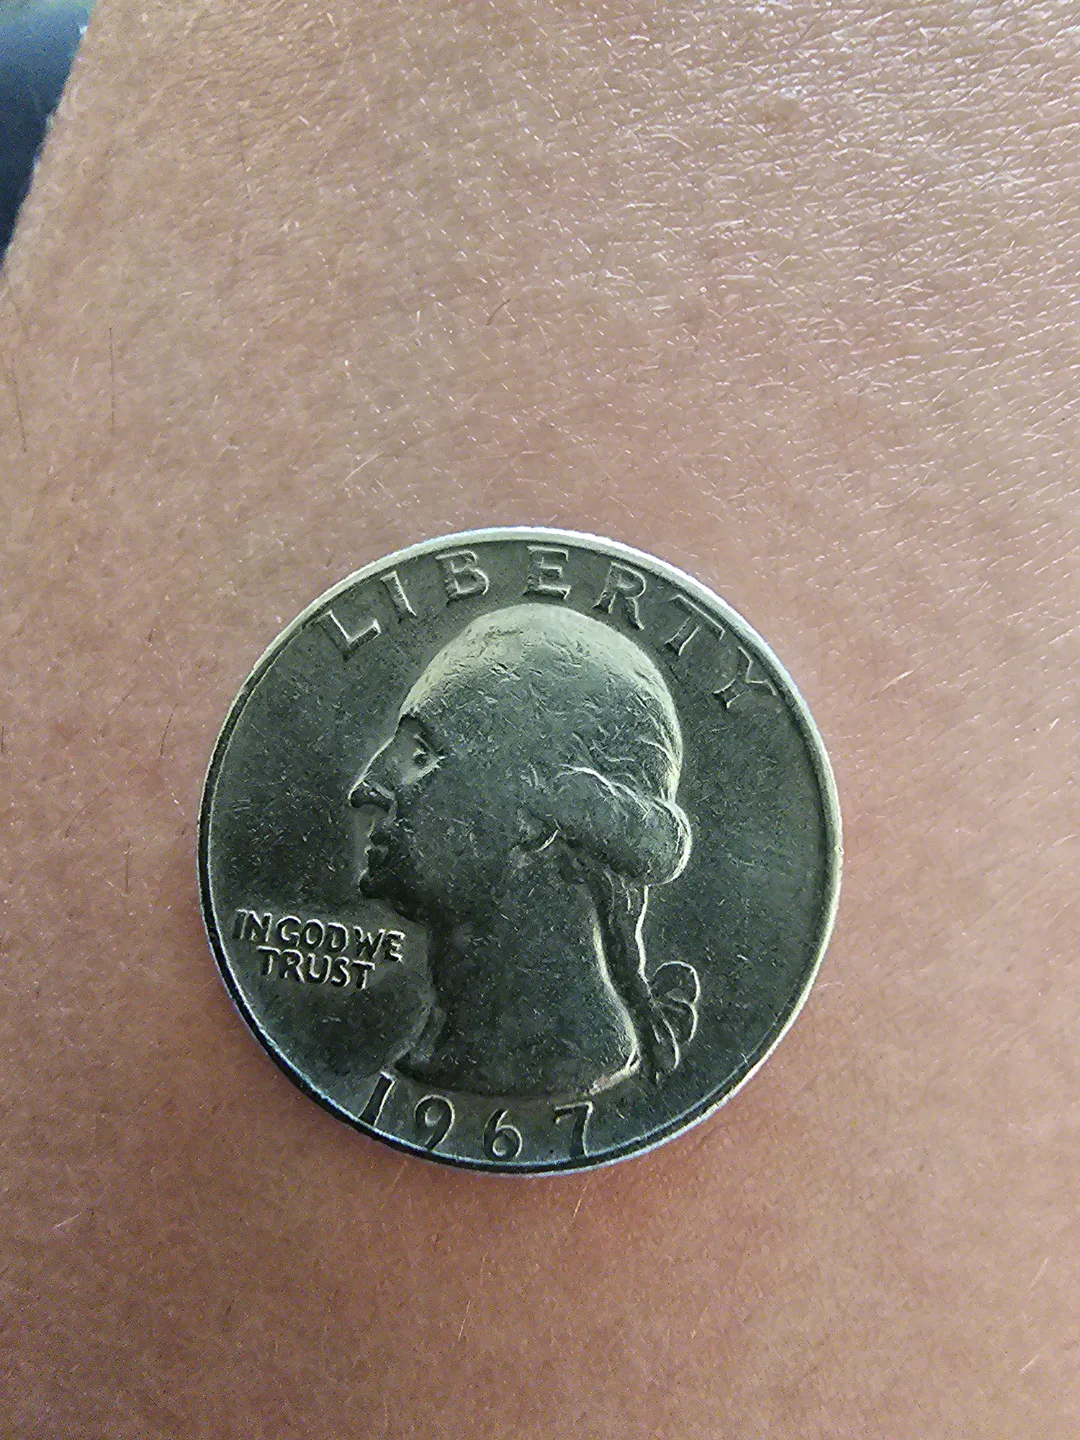 LIBERTY
IN GOD WE
TRUST
1967